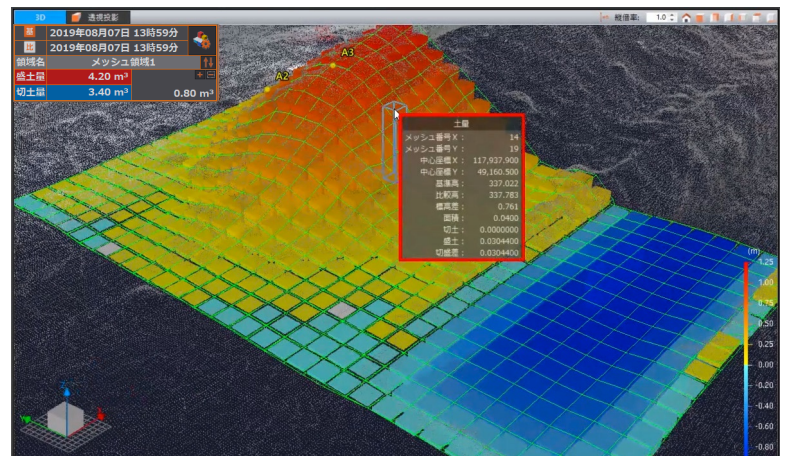 3D 透視投影
縦倍率: 1.0
基 2019年08月07日 13時59分
比 2019年08月07日 13時59分
領域名 メッシュ領域1
盛土量 4.20 m³
切土量 3.40 m³ 0.80 m³
A3
A2
土量
メッシュ番号X: 14
メッシュ番号Y: 19
中心座標X: 117,937.900
中心座標Y: 49,160.500
基準高: 337.022
比較高: 337.783
標高差: 0.761
面積: 0.0400
切土: 0.0000000
盛土: 0.0304400
切盛差: 0.0304400
(m)
1.25
1.00
0.75
0.50
0.25
0.00
-0.20
-0.40
-0.60
-0.80
Z
Y